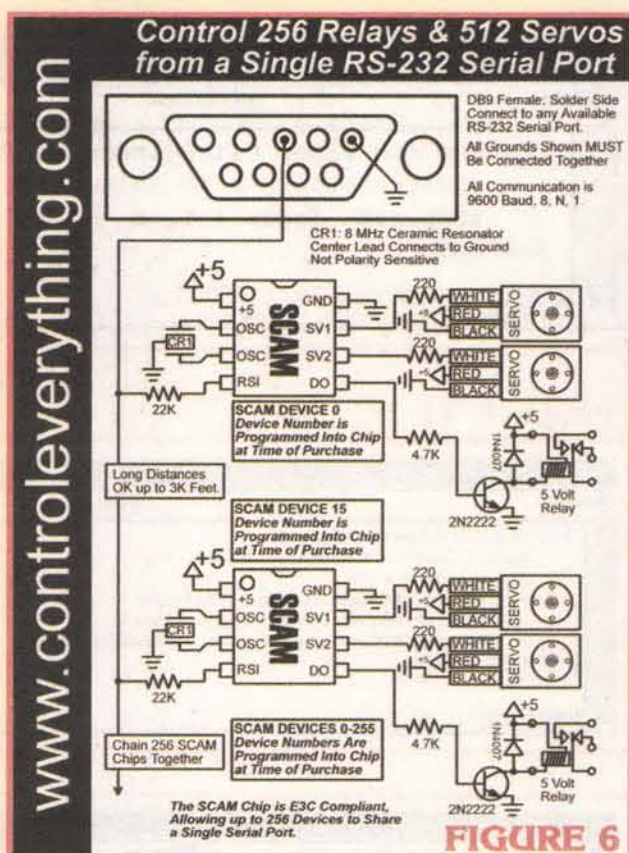 Control 256 Relays & 512 Servos
from a Single RS-232 Serial Port
www.controleverything.com
DB9 Female, Solder Side
Connect to any Available
RS-232 Serial Port.
All Grounds Shown MUST
Be Connected Together
All Communication is
9600 Baud, 8, N, 1.
CR1: 8 MHz Ceramic Resonator
Center Lead Connects to Ground
Not Polarity Sensitive
+5
+5
OSC
OSC
RSI
SCAM
GND
SV1
SV2
DO
CR1
22K
220
WHITE
RED
BLACK
+5
SERVO
220
WHITE
RED
BLACK
+5
SERVO
SCAM DEVICE 0
Device Number is
Programmed Into Chip
at Time of Purchase
4.7K
2N2222
1N4007
+5
5 Volt
Relay
Long Distances
OK up to 3K Feet.
SCAM DEVICE 15
Device Number is
Programmed Into Chip
at Time of Purchase
+5
+5
OSC
OSC
RSI
SCAM
GND
SV1
SV2
DO
CR1
22K
220
WHITE
RED
BLACK
+5
SERVO
220
WHITE
RED
BLACK
+5
SERVO
Chain 256 SCAM
Chips Together
SCAM DEVICES 0-255
Device Numbers Are
Programmed Into Chip
at Time of Purchase
4.7K
2N2222
1N4007
+5
5 Volt
Relay
The SCAM Chip is E3C Compliant,
Allowing up to 256 Devices to Share
a Single Serial Port.
FIGURE 6